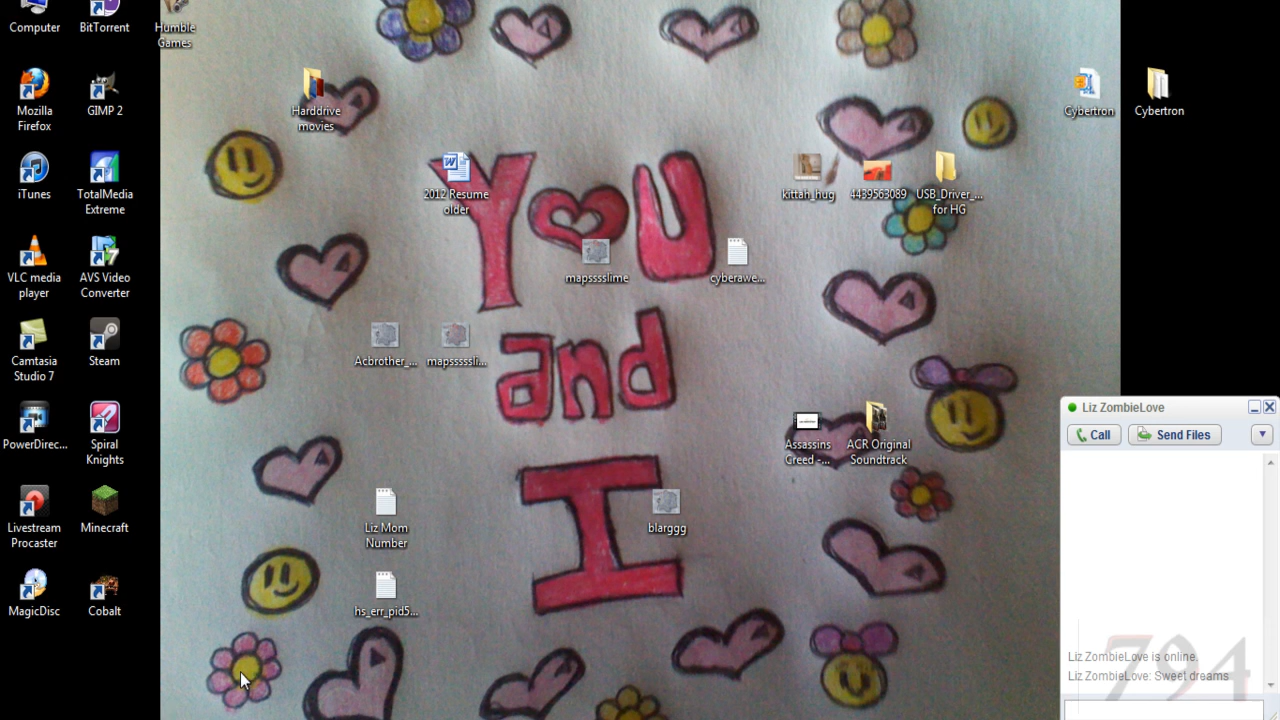 Computer
BitTorrent
Humble
Games
Mozilla
Firefox
GIMP 2
Harddrive
movies
Cybertron
Cybertron
iTunes
TotalMedia
Extreme
2012 Resume
older
kittah_hug
4439563089
USB_Driver_...
for HG
VLC media
player
AVS Video
Converter
mapsssslime
cyberawe...
Camtasia
Studio 7
Steam
Acbrother_...
mapsssssli...
You
and
I
PowerDirec...
Spiral
Knights
Assassins
Creed -...
ACR Original
Soundtrack
Liz ZombieLove
Call
Send Files
Livestream
Procaster
Minecraft
Liz Mom
Number
blarggg
MagicDisc
Cobalt
hs_err_pid5...
794
Liz ZombieLove is online.
Liz ZombieLove: Sweet dreams